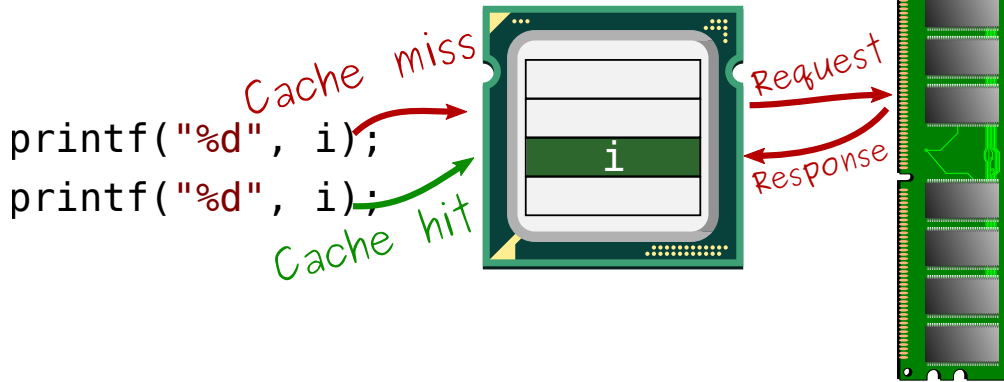 Cache miss
printf("%d", i);
printf("%d", i);
Cache hit
i
Request
Response